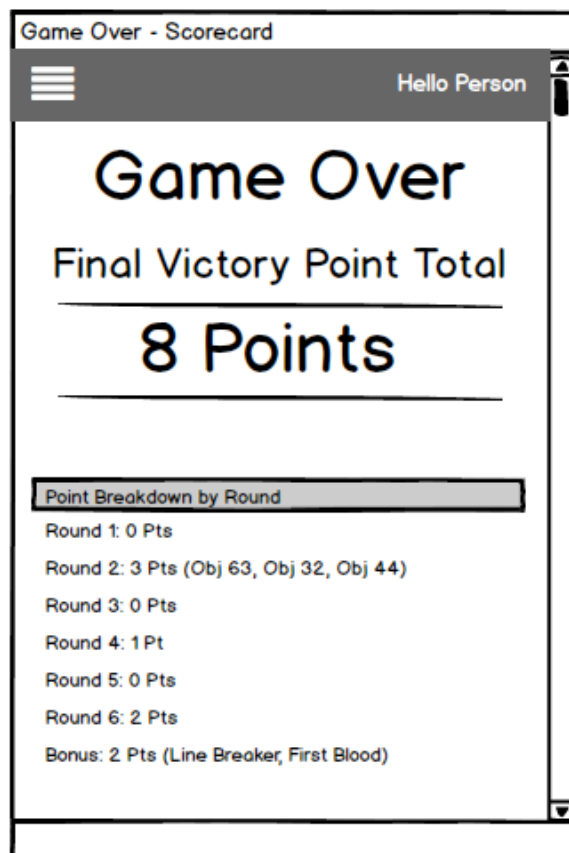 Game Over - Scorecard
Hello Person
Game Over
Final Victory Point Total
8 Points
Point Breakdown by Round
Round 1: 0 Pts
Round 2: 3 Pts (Obj 63, Obj 32, Obj 44)
Round 3: 0 Pts
Round 4: 1 Pt
Round 5: 0 Pts
Round 6: 2 Pts
Bonus: 2 Pts (Line Breaker, First Blood)